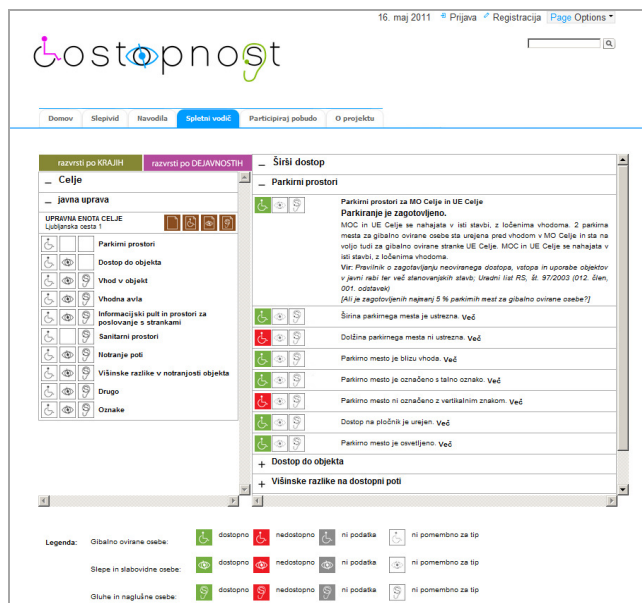 16. maj 2011 Prijava Registracija Page Options
dostopnost
Domov Slepivid Navodila Spletni vodič Participiraj pobudo O projektu
razvrsti po KRAJIH razvrsti po DEJAVNOSTIH
_ Celje
_ javna uprava
UPRAVNA ENOTA CELJE
Ljubljanska cesta 1
Parkirni prostori
Dostop do objekta
Vhod v objekt
Vhodna avla
Informacijski pult in prostori za
poslovanje s strankami
Sanitarni prostori
Notranje poti
Višinske razlike v notranjosti objekta
Drugo
Oznake
_ Širši dostop
_ Parkirni prostori
Parkirni prostori za MO Celje in UE Celje
Parkiranje je zagotovljeno.
MOC in UE Celje se nahajata v isti stavbi, z ločenima vhodoma. 2 parkirna
mesta za gibalno ovirane osebe sta urejena pred vhodom v MO Celje in sta na
voljo tudi za gibalno ovirane stranke UE Celje. MOC in UE Celje se nahajata v
isti stavbi, z ločenima vhodoma.
Vir: Pravilnik o zagotavljanju neoviranega dostopa, vstopa in uporabe objektov
v javni rabi ter več stanovanjskih stavb; Uradni list RS, št. 97/2003 (012. člen,
001. odstavek)
[Ali je zagotovljenih najmanj 5 % parkirnih mest za gibalno ovirane osebe?]
Širina parkirnega mesta je ustrezna. Več
Dolžina parkirnega mesta ni ustrezna. Več
Parkirno mesto je blizu vhoda. Več
Parkirno mesto je označeno s talno oznako. Več
Parkirno mesto ni označeno z vertikalnim znakom. Več
Dostop na pločnik je urejen. Več
Parkirno mesto je osvetljeno. Več
+ Dostop do objekta
+ Višinske razlike na dostopni poti
Legenda: Gibalno ovirane osebe: dostopno nedostopno ni podatka ni pomembno za tip
Slepe in slabovidne osebe: dostopno nedostopno ni podatka ni pomembno za tip
Gluhe in naglušne osebe: dostopno nedostopno ni podatka ni pomembno za tip